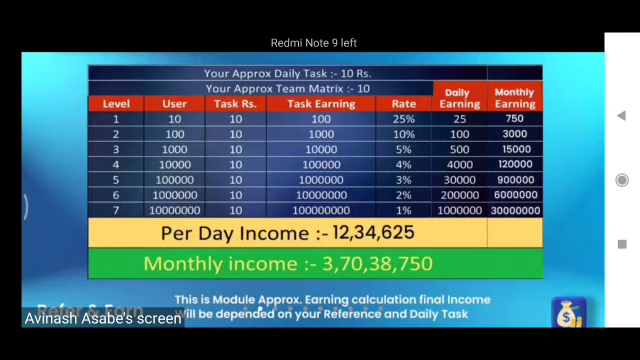 Redmi Note 9 left
Your Approx Daily Task :- 10 Rs.
Your Approx Team Matrix :- 10
Level User Task Rs. Task Earning Rate Daily Earning Monthly Earning
1 10 10 100 25% 25 750
2 100 10 1000 10% 100 3000
3 1000 10 10000 5% 500 15000
4 10000 10 100000 4% 4000 120000
5 100000 10 1000000 3% 30000 900000
6 1000000 10 10000000 2% 200000 6000000
7 10000000 10 100000000 1% 1000000 30000000
Per Day Income :- 12,34,625
Monthly income :- 3,70,38,750
This is Module Approx. Earning calculation final Income
will be depended on your Reference and Daily Task
Refer & Earn
Avinash Asabe's screen